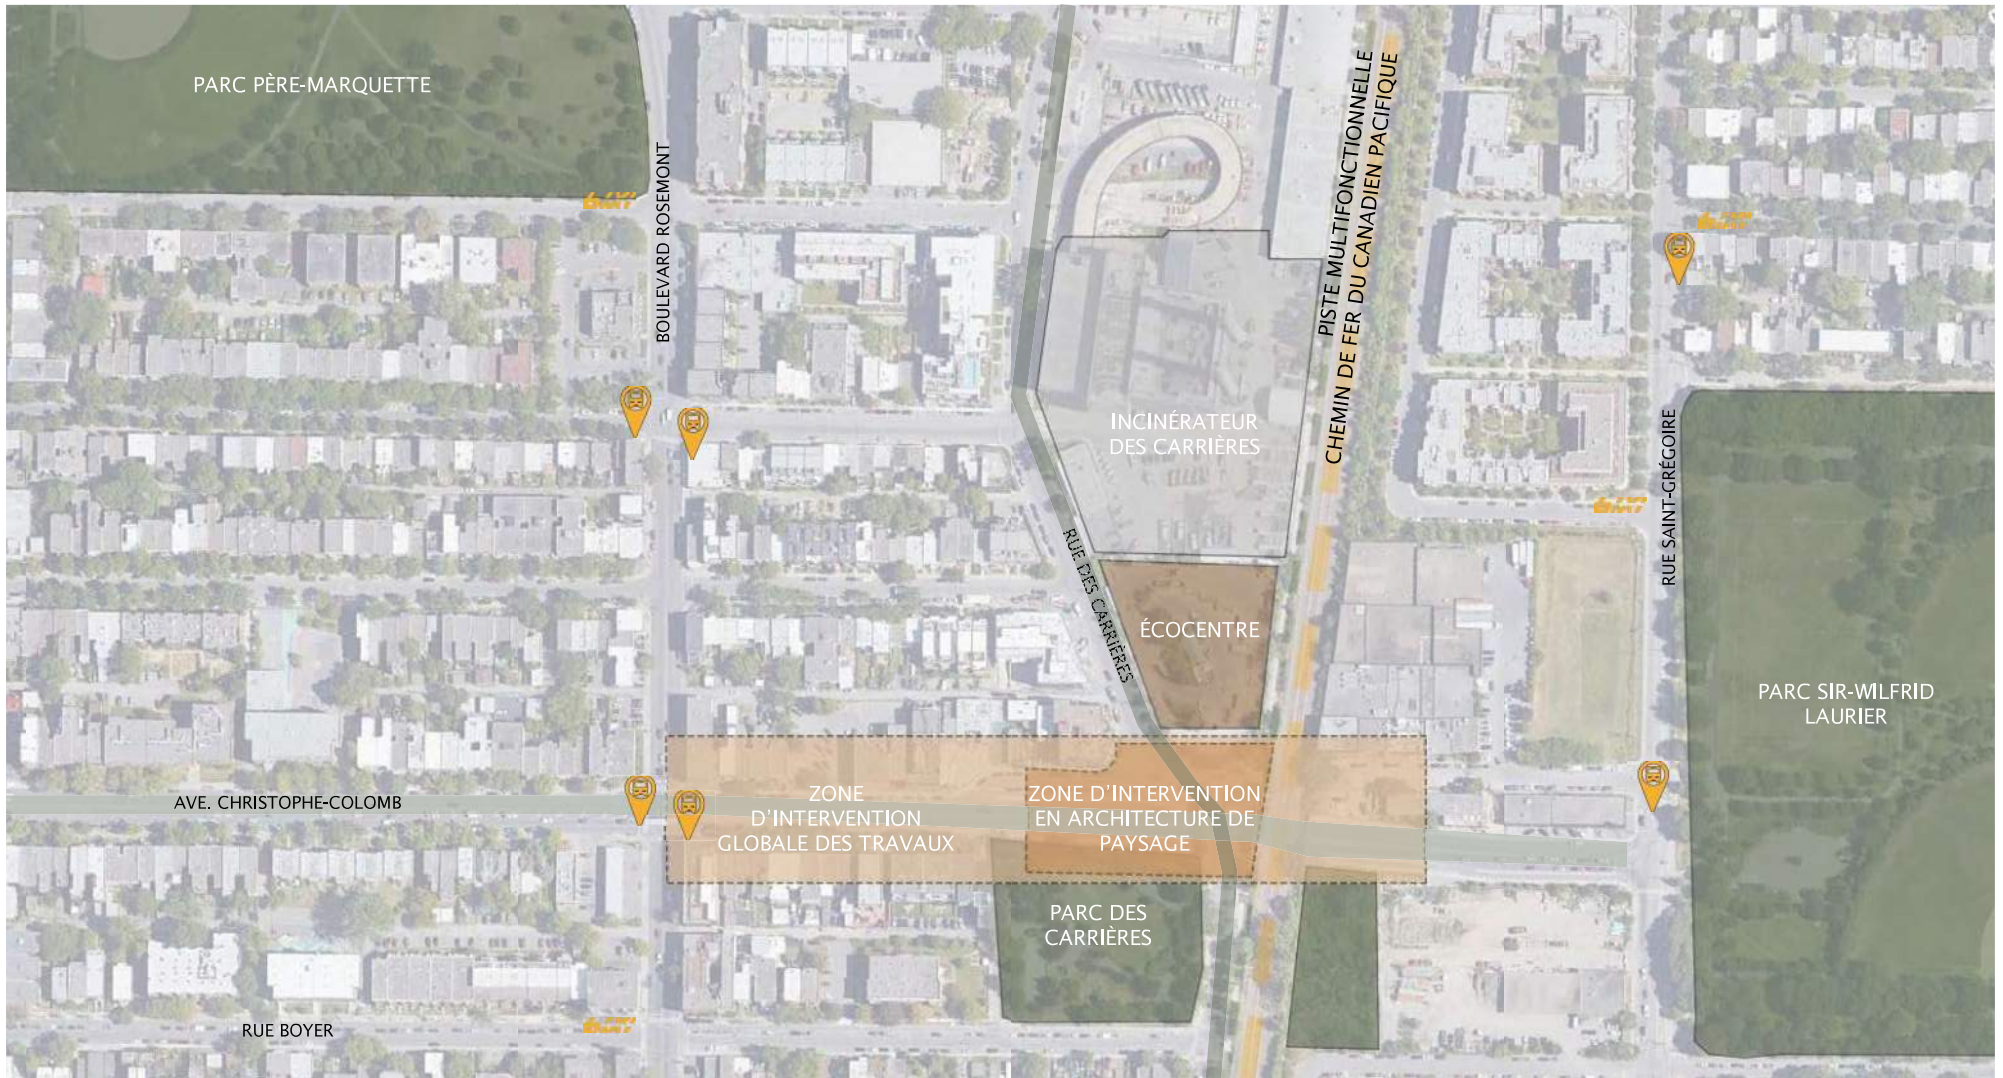 PARC PÈRE-MARQUETTE
BOULEVARD ROSEMONT
PISTE MULTIFONCTIONNELLE
CHEMIN DE FER DU CANADIEN PACIFIQUE
INCINÉRATEUR
DES CARRIÈRES
RUE SAINT-GRÉGOIRE
RUE DES CARRIÈRES
ÉCOCENTRE
PARC SIR-WILFRID
LAURIER
AVE. CHRISTOPHE-COLOMB
ZONE
D'INTERVENTION
GLOBALE DES TRAVAUX
ZONE D'INTERVENTION
EN ARCHITECTURE DE
PAYSAGE
PARC DES
CARRIÈRES
RUE BOYER